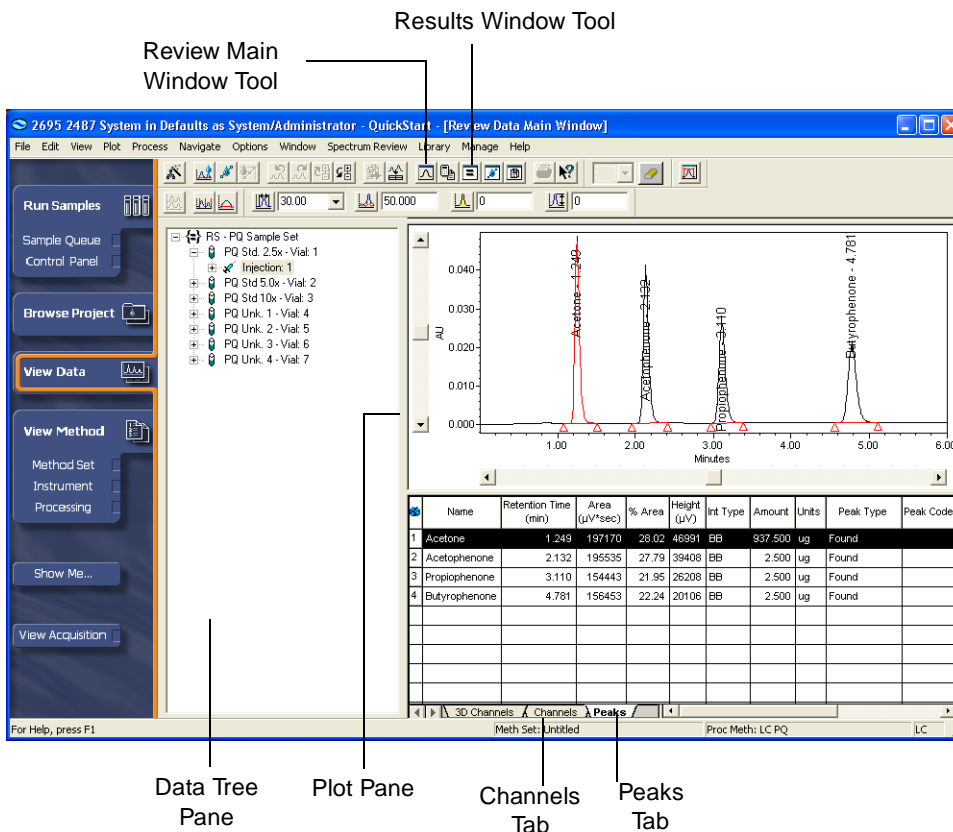 Results Window Tool
Review Main
Window Tool
2695 2487 System in Defaults as System/Administrator - QuickStart - [Review Data Main Window]
File Edit View Plot Process Navigate Options Window Spectrum Review Library Manage Help
30.00 50.000 0 0
Run Samples
Sample Queue
Control Panel
Browse Project
View Data
View Method
Method Set
Instrument
Processing
Show Me...
View Acquisition
RS - PQ Sample Set
PQ Std. 2.5x - Vial: 1
Injection: 1
PQ Std 5.0x - Vial: 2
PQ Std 10x - Vial: 3
PQ Unk. 1 - Vial: 4
PQ Unk. 2 - Vial: 5
PQ Unk. 3 - Vial: 6
PQ Unk. 4 - Vial: 7
AU
0.040
0.030
0.020
0.010
0.000
Acetone - 1.249
Acetophenone - 2.132
Propiophenone - 3.110
Butyrophenone - 4.781
1.00 2.00 3.00 4.00 5.00 6.00
Minutes
Name Retention Time (min) Area (µV*sec) % Area Height (µV) Int Type Amount Units Peak Type Peak Code
1 Acetone 1.249 197170 28.02 46991 BB 937.500 ug Found
2 Acetophenone 2.132 195535 27.79 39408 BB 2.500 ug Found
3 Propiophenone 3.110 154443 21.95 26208 BB 2.500 ug Found
4 Butyrophenone 4.781 156453 22.24 20106 BB 2.500 ug Found
3D Channels Channels Peaks
For Help, press F1 Meth Set: Untitled Proc Meth: LC PQ LC
Data Tree
Pane
Plot Pane
Channels
Tab
Peaks
Tab